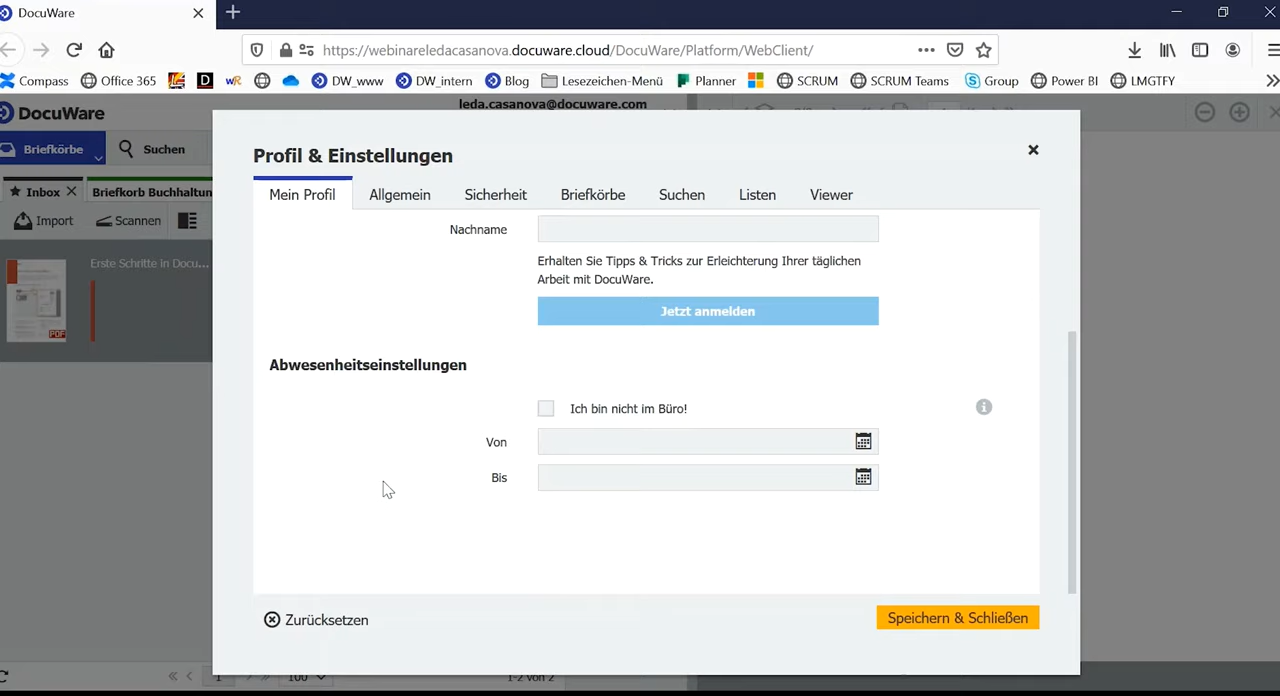 DocuWare
https://webinareledacasanova.docuware.cloud/DocuWare/Platform/WebClient/
Compass
Office 365
D
wR
DW_www
DW_intern
Blog
Lesezeichen-Menü
Planner
SCRUM
SCRUM Teams
Group
Power BI
LMGTFY
leda.casanova@docuware.com
DocuWare
Briefkörbe
Suchen
Inbox
Briefkorb Buchhaltun
Import
Scannen
Erste Schritte in Docu...
PDF
Profil & Einstellungen
Mein Profil
Allgemein
Sicherheit
Briefkörbe
Suchen
Listen
Viewer
Nachname
Erhalten Sie Tipps & Tricks zur Erleichterung Ihrer täglichen
Arbeit mit DocuWare.
Jetzt anmelden
Abwesenheitseinstellungen
Ich bin nicht im Büro!
Von
Bis
Zurücksetzen
Speichern & Schließen
1
100
1-2 von 2